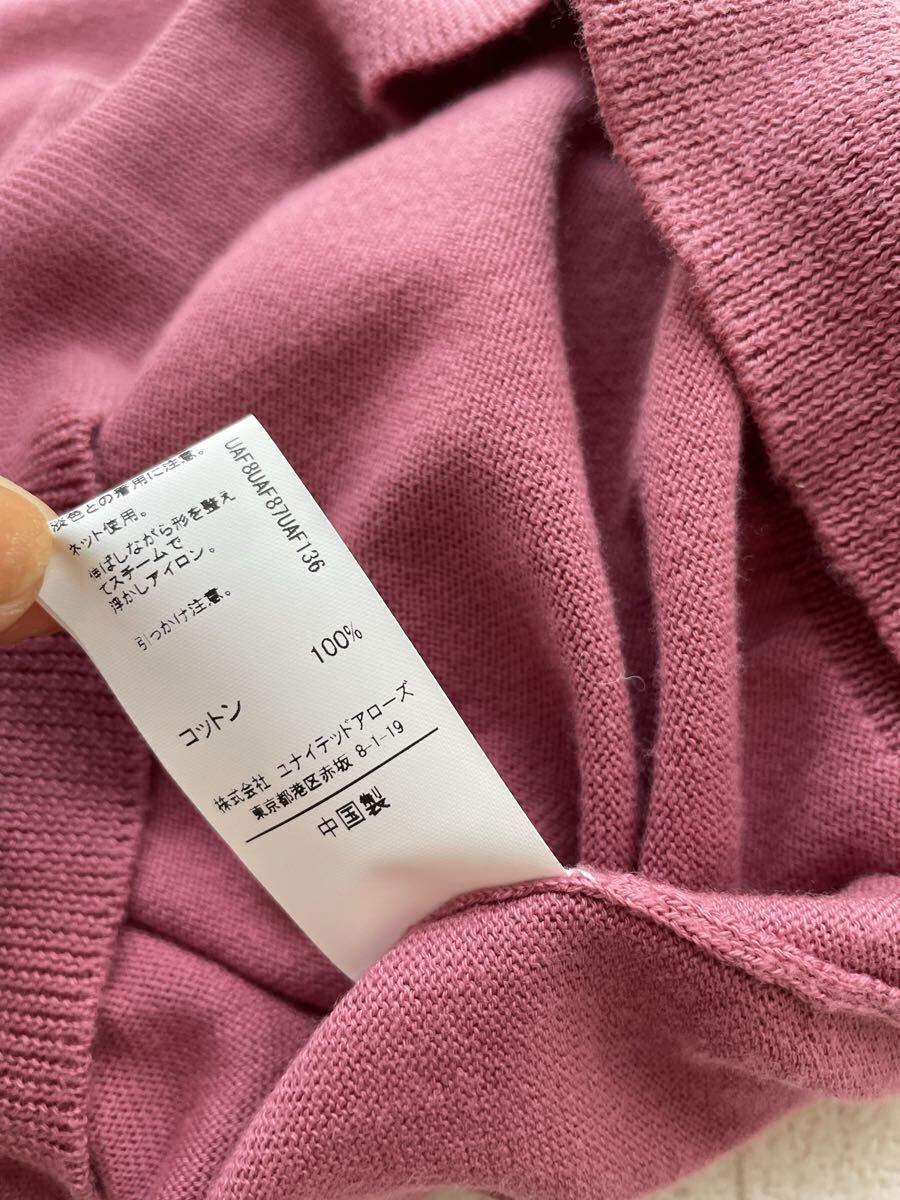 UAF8UAF87UAF136
淡色との着用に注意。
ネット使用。
伸ばしながら形を整え
てスチームで
浮かしアイロン。
引っかけ注意。
100%
コットン
株式会社 ユナイテッドアローズ
東京都港区赤坂 8-1-19
中国製